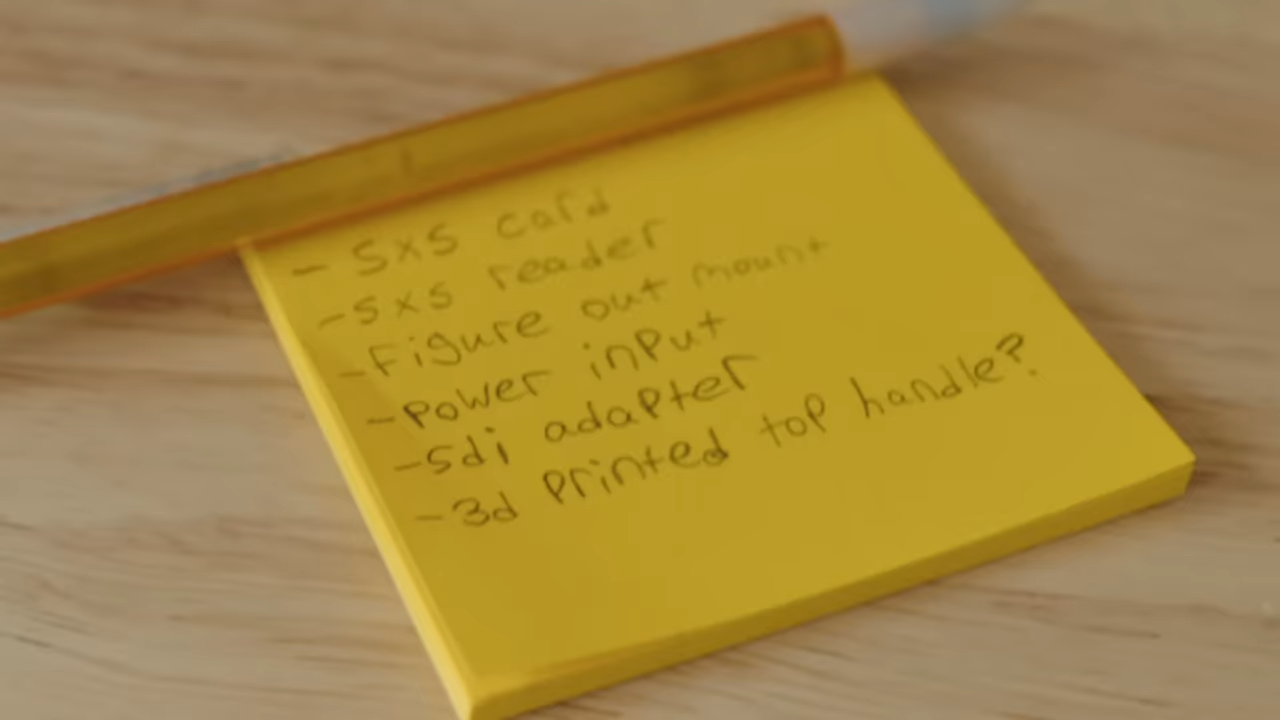 - SXS card
- SXS reader
- Figure out mount
- Power input
- Sdi adapter
- 3d printed top handle?